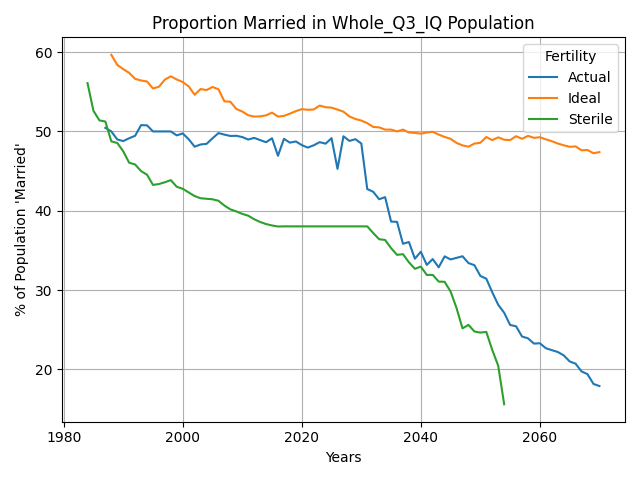 Proportion Married in Whole_Q3_IQ Population
% of Population 'Married'
60
50
40
30
20
Fertility
Actual
Ideal
Sterile
1980
2000
2020
2040
2060
Years